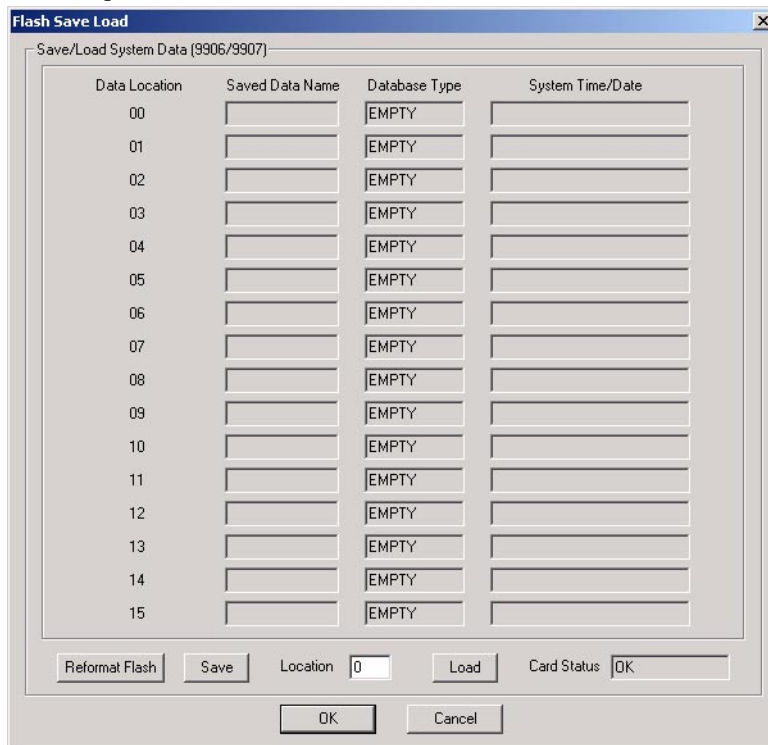 Flash Save Load
Save/Load System Data (9906/9907)
Data Location Saved Data Name Database Type System Time/Date
00 EMPTY
01 EMPTY
02 EMPTY
03 EMPTY
04 EMPTY
05 EMPTY
06 EMPTY
07 EMPTY
08 EMPTY
09 EMPTY
10 EMPTY
11 EMPTY
12 EMPTY
13 EMPTY
14 EMPTY
15 EMPTY
Reformat Flash Save Location 0 Load Card Status OK
OK Cancel